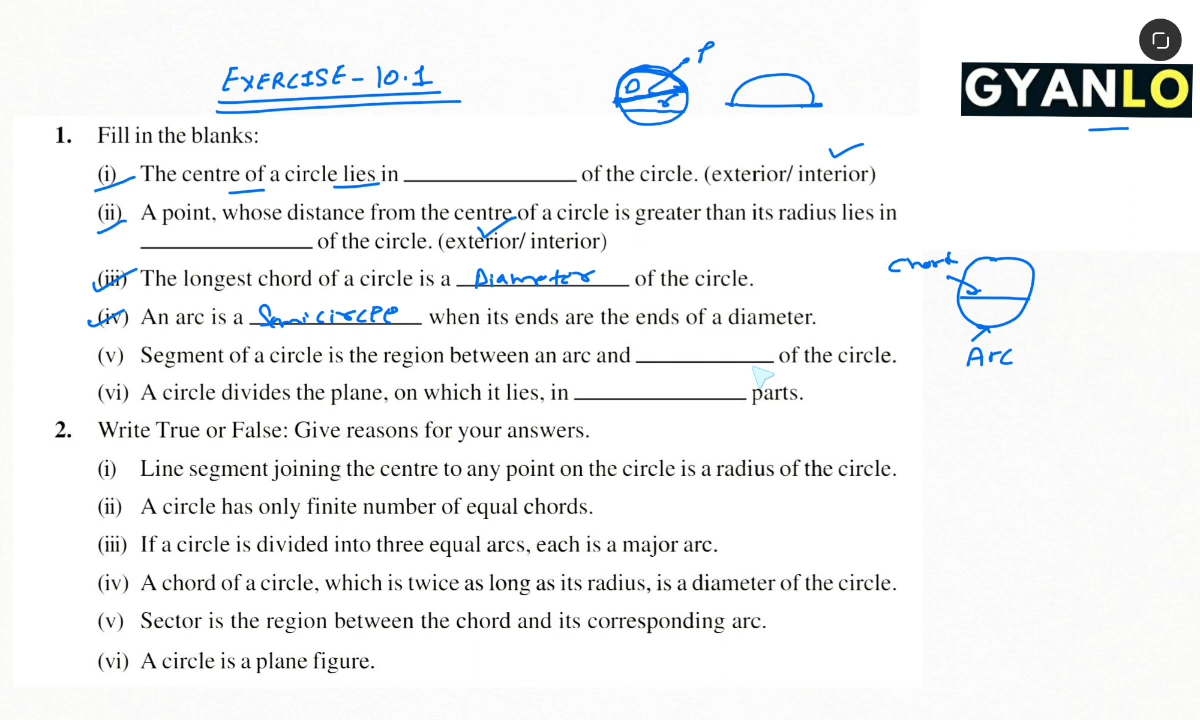 EXERCISE - 10.1
P
O
r
GYANLO
1. Fill in the blanks:
(i) The centre of a circle lies in _______________ of the circle. (exterior/ interior)
(ii) A point, whose distance from the centre of a circle is greater than its radius lies in
_______________ of the circle. (exterior/ interior)
(iii) The longest chord of a circle is a Diameter of the circle.
(iv) An arc is a Semicircle when its ends are the ends of a diameter.
(v) Segment of a circle is the region between an arc and _______________ of the circle.
(vi) A circle divides the plane, on which it lies, in _______________ parts.
chord
Arc
2. Write True or False: Give reasons for your answers.
(i) Line segment joining the centre to any point on the circle is a radius of the circle.
(ii) A circle has only finite number of equal chords.
(iii) If a circle is divided into three equal arcs, each is a major arc.
(iv) A chord of a circle, which is twice as long as its radius, is a diameter of the circle.
(v) Sector is the region between the chord and its corresponding arc.
(vi) A circle is a plane figure.